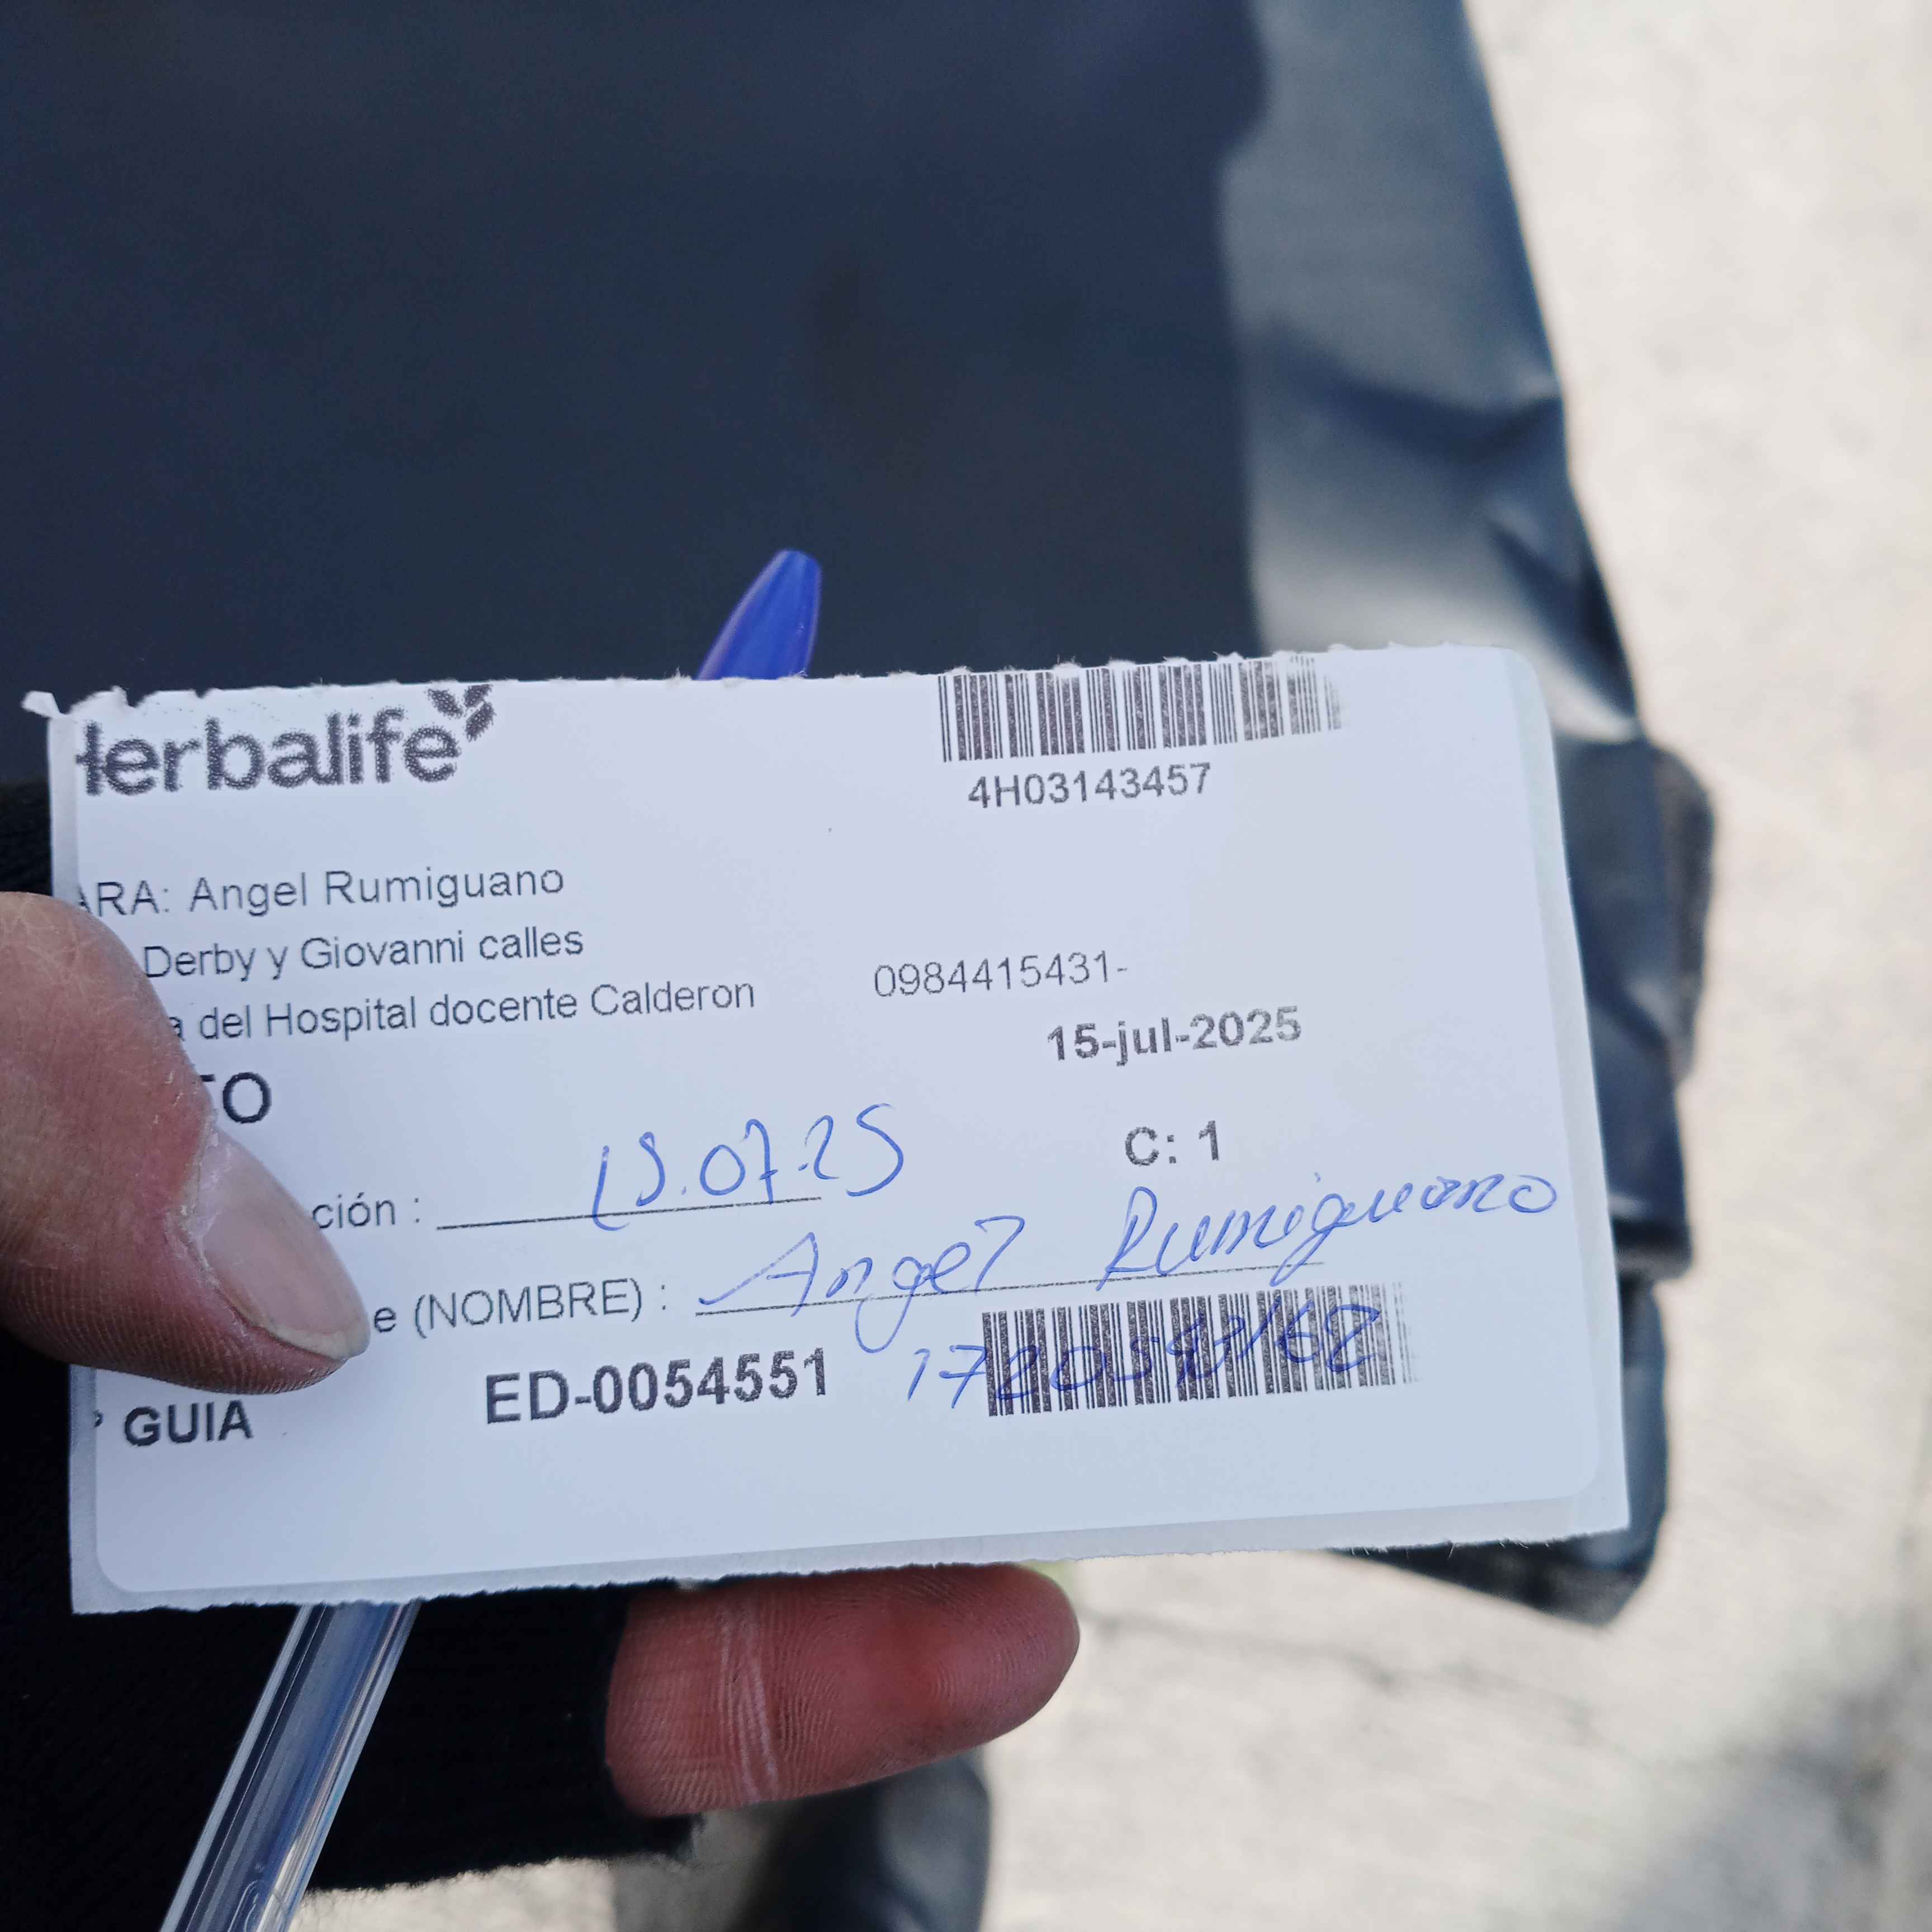 Herbalife
4H03143457
ARA: Angel Rumiguano
Derby y Giovanni calles
a del Hospital docente Calderon 0984415431-
15-jul-2025
TO
C: 1
ción : 15.07.25
e (NOMBRE) : Angel Rumiguano
GUIA ED-0054551